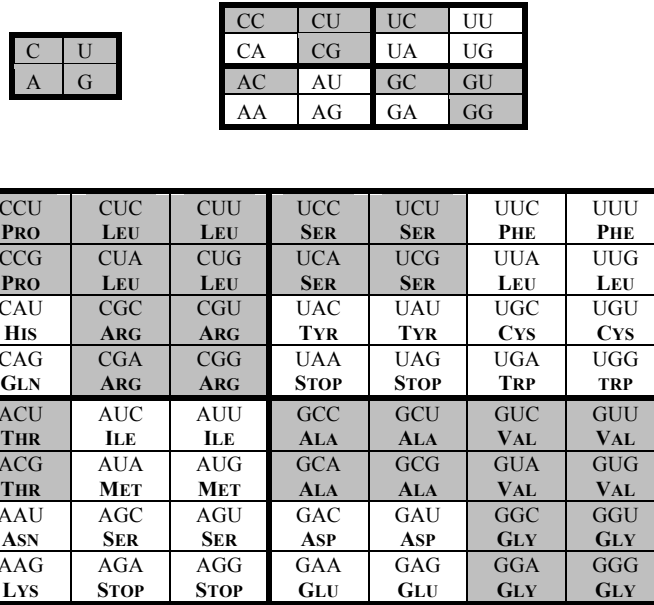 C U
A G
CC CU UC UU
CA CG UA UG
AC AU GC GU
AA AG GA GG
CCU CUC CUU UCC UCU UUC UUU
PRO LEU LEU SER SER PHE PHE
CCG CUA CUG UCA UCG UUA UUG
PRO LEU LEU SER SER LEU LEU
CAU CGC CGU UAC UAU UGC UGU
HIS ARG ARG TYR TYR CYS CYS
CAG CGA CGG UAA UAG UGA UGG
GLN ARG ARG STOP STOP TRP TRP
ACU AUC AUU GCC GCU GUC GUU
THR ILE ILE ALA ALA VAL VAL
ACG AUA AUG GCA GCG GUA GUG
THR MET MET ALA ALA VAL VAL
AAU AGC AGU GAC GAU GGC GGU
ASN SER SER ASP ASP GLY GLY
AAG AGA AGG GAA GAG GGA GGG
LYS STOP STOP GLU GLU GLY GLY